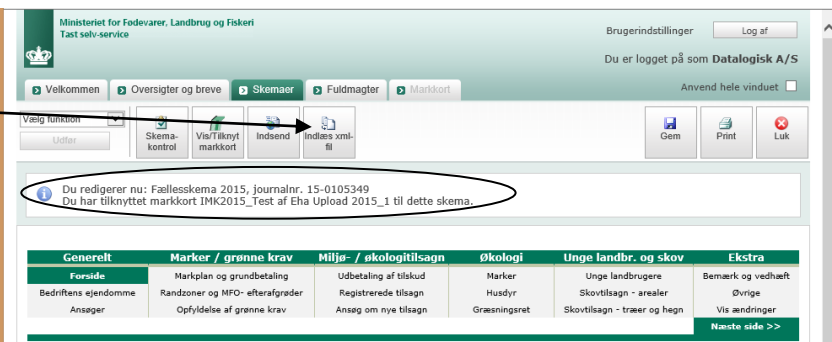 Ministeriet for Fødevarer, Landbrug og Fiskeri
Tast selv-service
Brugerindstillinger
Log af
Du er logget på som Datalogisk A/S
Velkommen
Oversigter og breve
Skemaer
Fuldmagter
Markkort
Anvend hele vinduet
Vælg funktion
Udfør
Skema-
kontrol
Vis/Tilknyt
markkort
Indsend
Indlæs xml-
fil
Gem
Print
Luk
Du redigerer nu: Fællesskema 2015, journalnr. 15-0105349
Du har tilknyttet markkort IMK2015_Test af Eha Upload 2015_1 til dette skema.
Generelt Marker / grønne krav Miljø- / økologitilsagn Økologi Unge landbr. og skov Ekstra
Forside Markplan og grundbetaling Udbetaling af tilskud Marker Unge landbrugere Bemærk og vedhæft
Bedriftens ejendomme Randzoner og MFO- efterafgrøder Registrerede tilsagn Husdyr Skovtilsagn - arealer Øvrige
Ansøger Opfyldelse af grønne krav Ansøg om nye tilsagn Græsningsret Skovtilsagn - træer og hegn Vis ændringer
Næste side >>